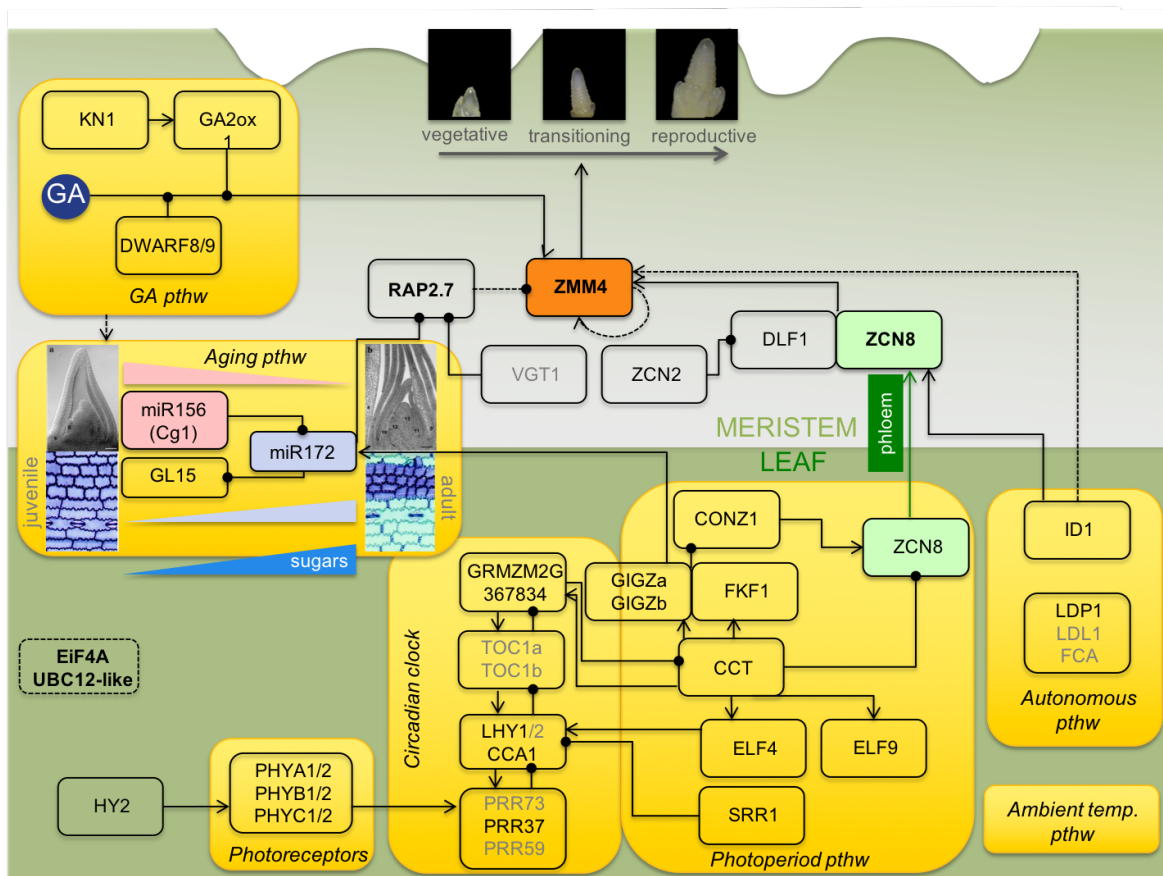 vegetative
transitioning
reproductive
KN1
GA2ox
1
GA
DWARF8/9
GA pthw
RAP2.7
ZMM4
VGT1
ZCN2
DLF1
ZCN8
phloem
MERISTEM
LEAF
Aging pthw
a
b
miR156
(Cg1)
miR172
GL15
juvenile
adult
sugars
CONZ1
ZCN8
GIGZa
GIGZb
FKF1
CCT
ELF4
ELF9
SRR1
Photoperiod pthw
ID1
LDP1
LDL1
FCA
Autonomous
pthw
Ambient temp.
pthw
GRMZM2G
367834
TOC1a
TOC1b
LHY1/2
CCA1
PRR73
PRR37
PRR59
Circadian clock
EiF4A
UBC12-like
HY2
PHYA1/2
PHYB1/2
PHYC1/2
Photoreceptors